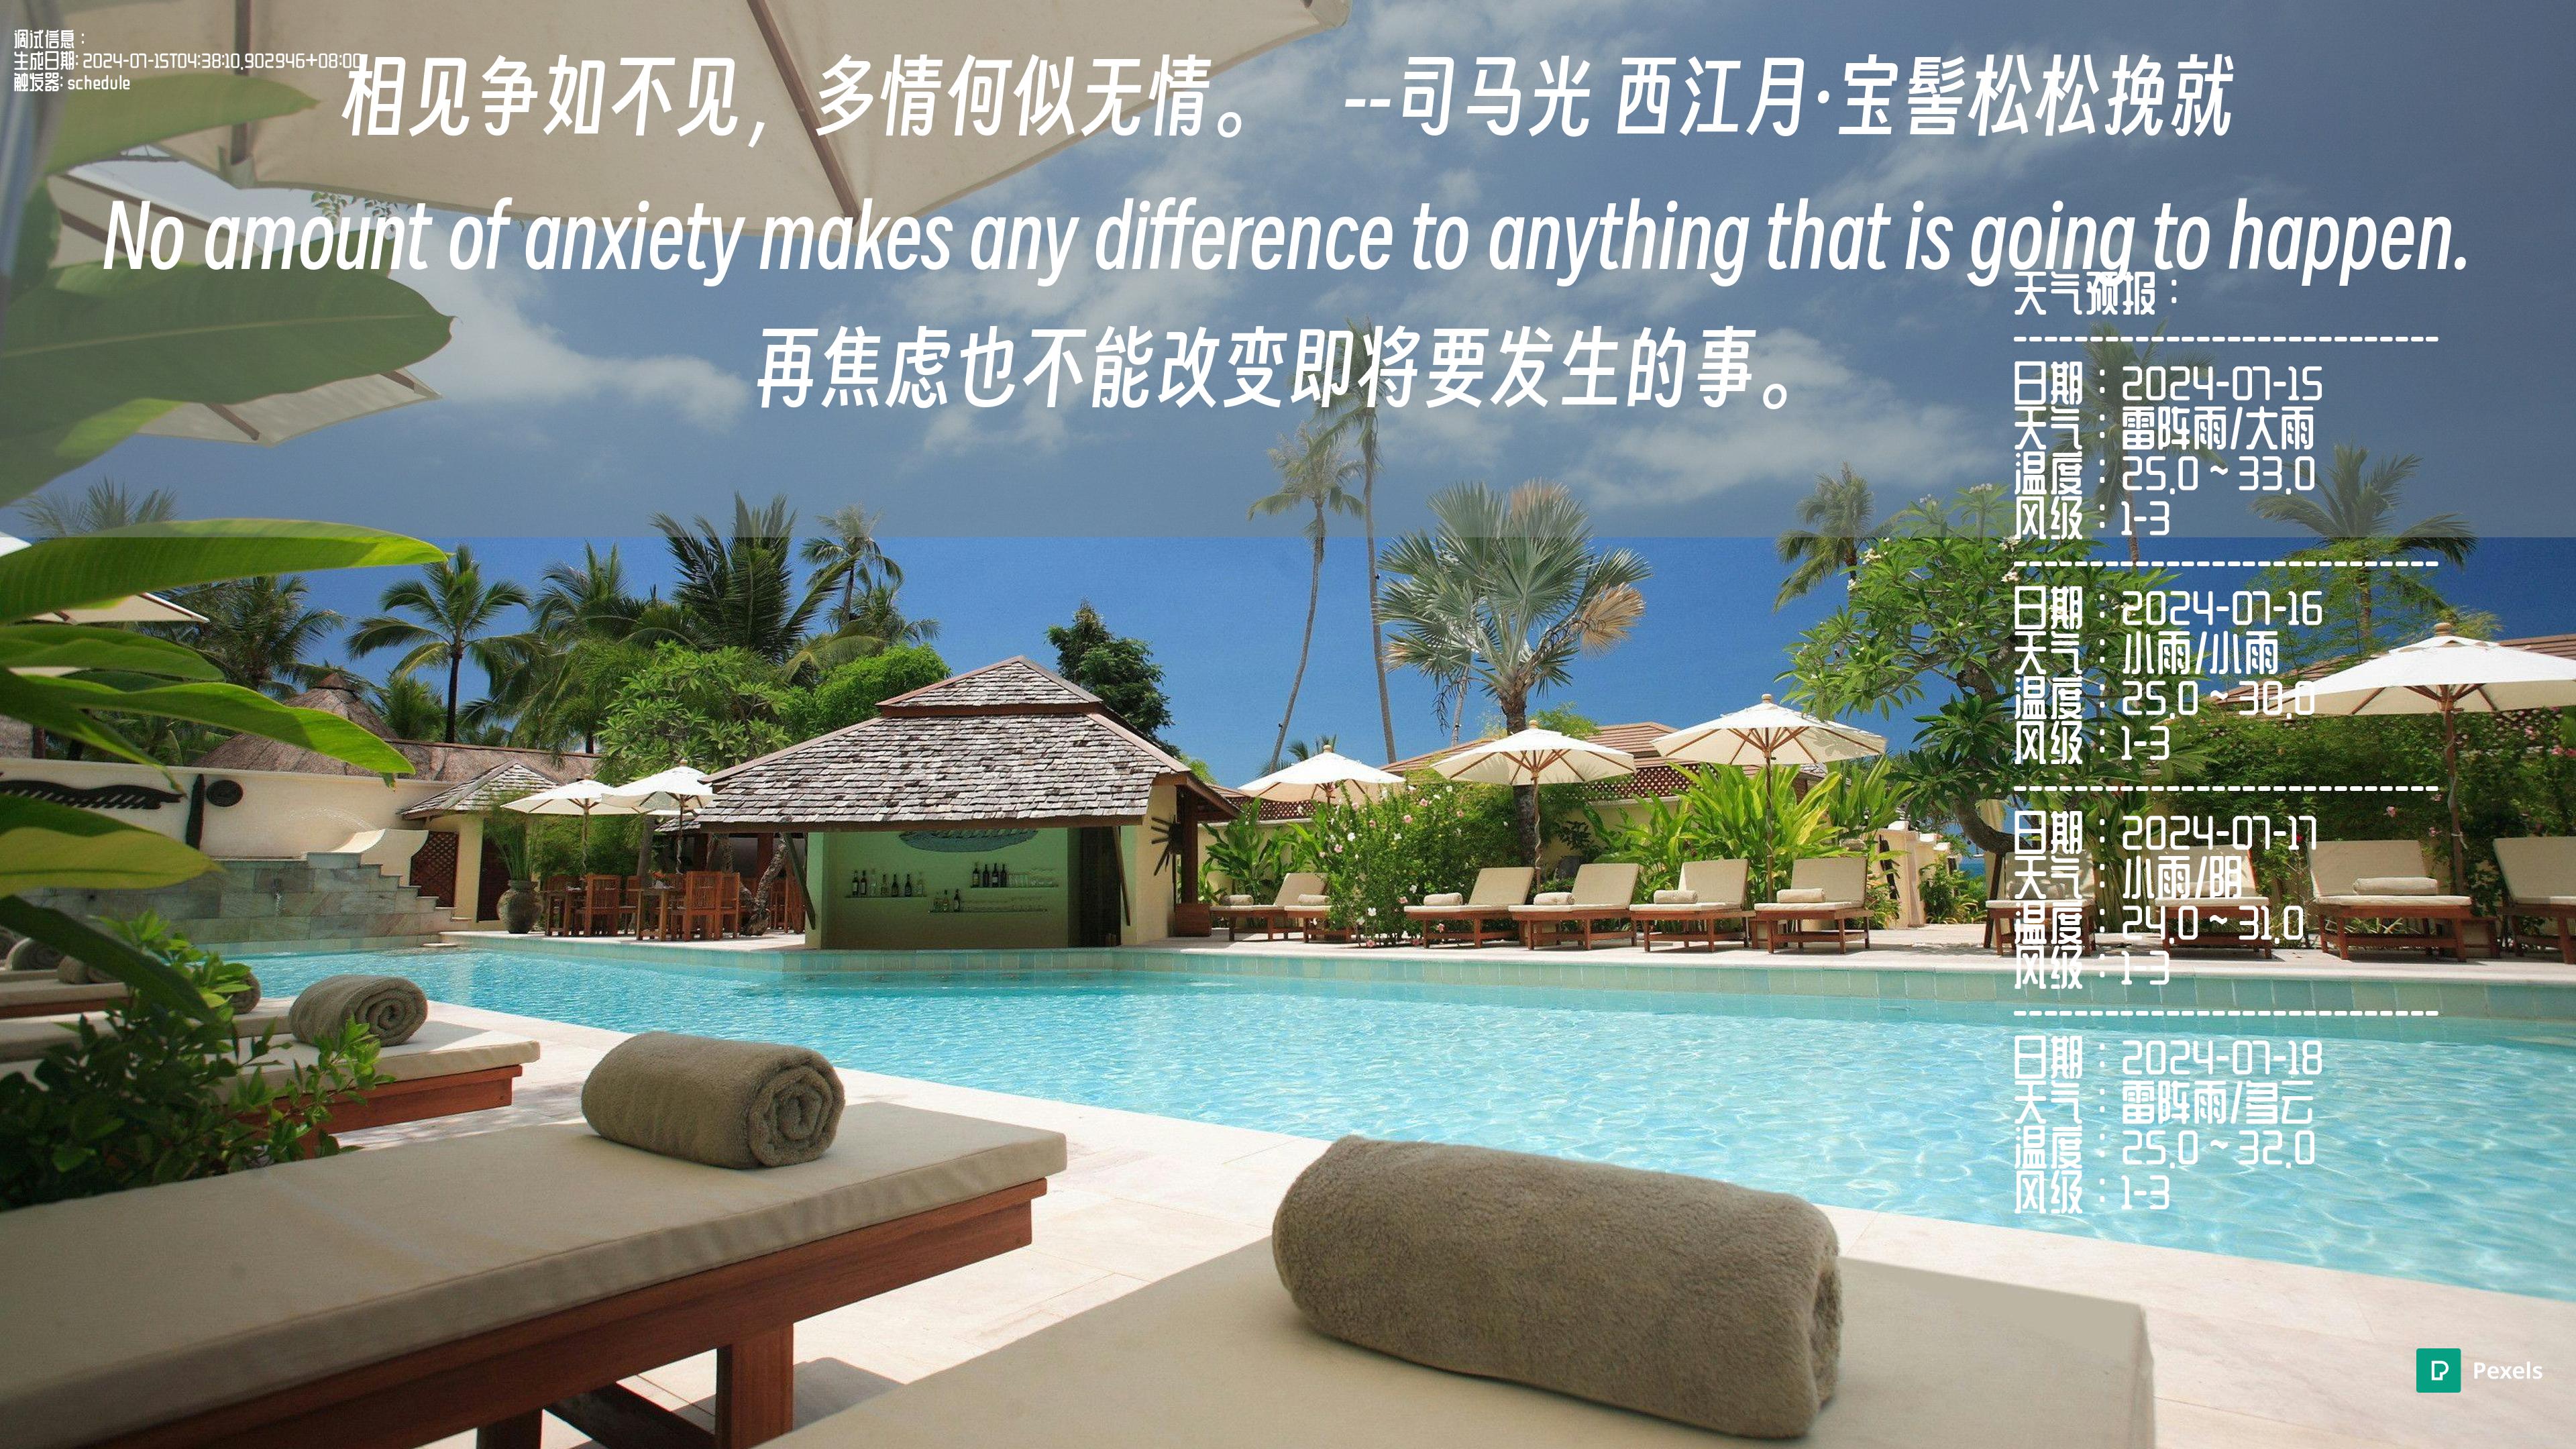 调试信息：
生成日期: 2024-07-15T04:38:10.902946+08:00
触发器: schedule
相见争如不见，多情何似无情。 --司马光 西江月·宝髻松松挽就
No amount of anxiety makes any difference to anything that is going to happen.
再焦虑也不能改变即将要发生的事。
天气预报：
------------------------------
日期：2024-07-15
天气：雷阵雨/大雨
温度：25.0 ~ 33.0
风级：1-3
------------------------------
日期：2024-07-16
天气：小雨/小雨
温度：25.0 ~ 30.0
风级：1-3
------------------------------
日期：2024-07-17
天气：小雨/阴
温度：24.0 ~ 31.0
风级：1-3
------------------------------
日期：2024-07-18
天气：雷阵雨/多云
温度：25.0 ~ 32.0
风级：1-3
Pexels